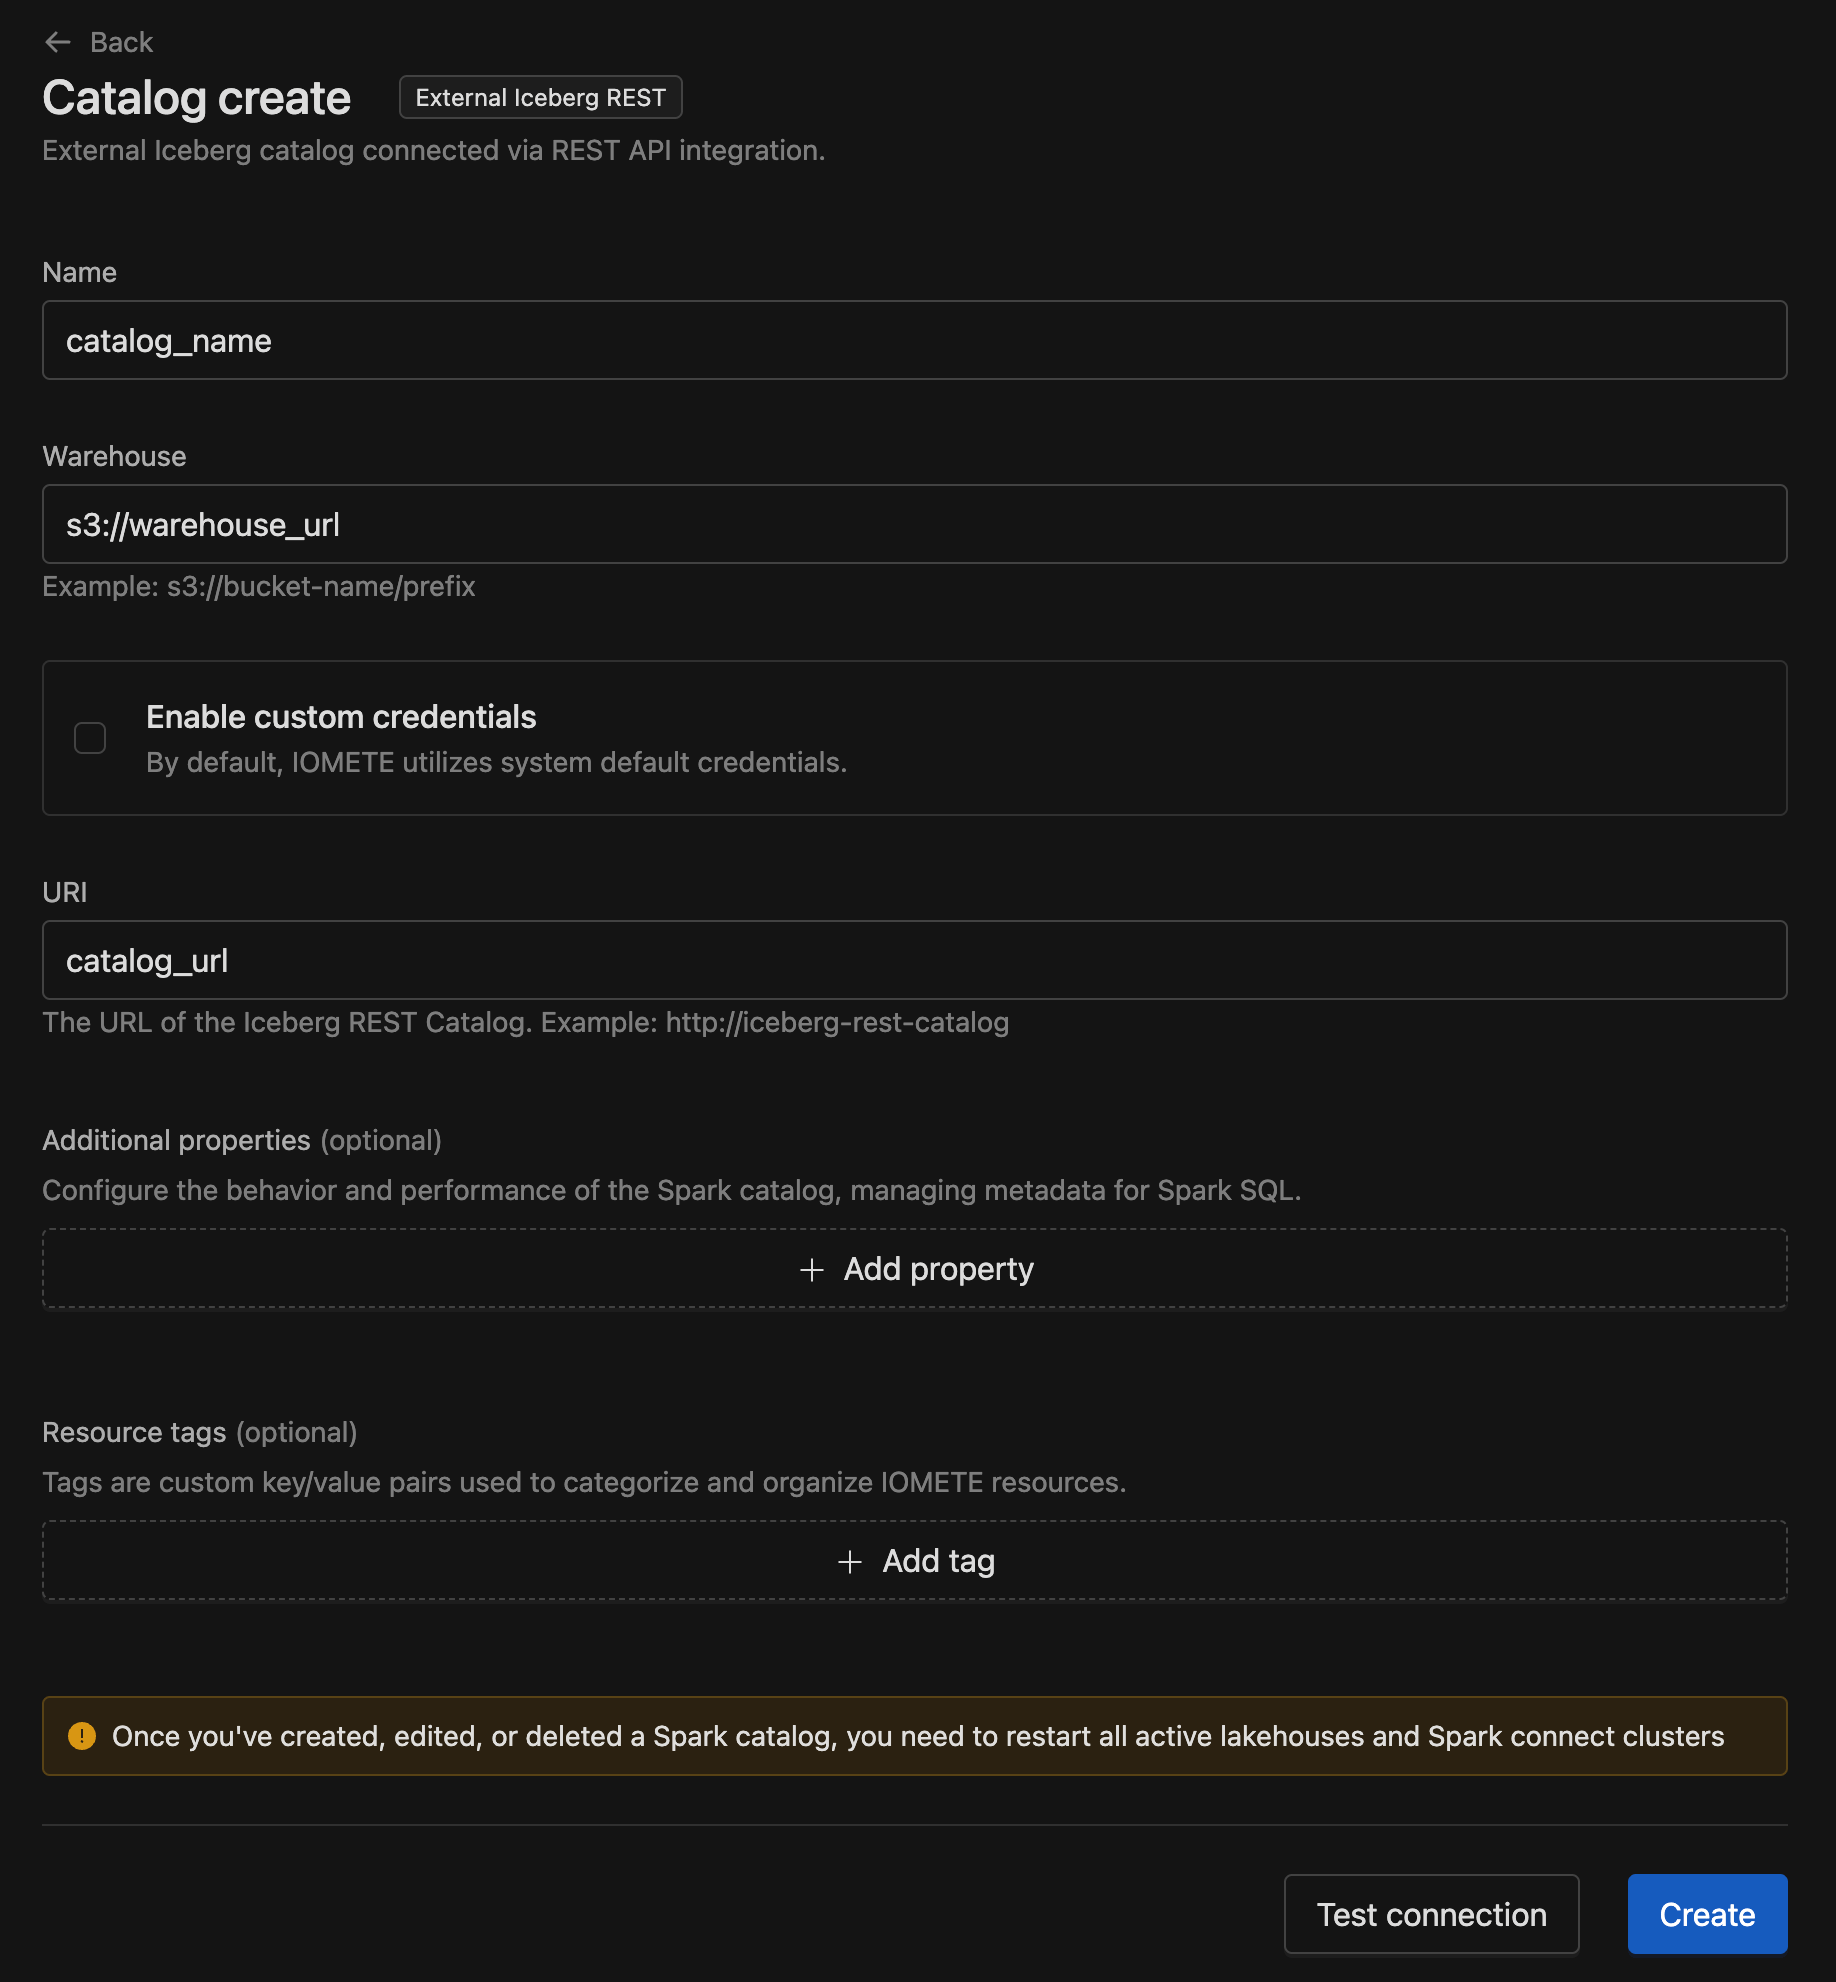 Back
Catalog create
External Iceberg REST
External Iceberg catalog connected via REST API integration.
Name
catalog_name
Warehouse
s3://warehouse_url
Example: s3://bucket-name/prefix
Enable custom credentials
By default, IOMETE utilizes system default credentials.
URI
catalog_url
The URL of the Iceberg REST Catalog. Example: http://iceberg-rest-catalog
Additional properties (optional)
Configure the behavior and performance of the Spark catalog, managing metadata for Spark SQL.
Add property
Resource tags (optional)
Tags are custom key/value pairs used to categorize and organize IOMETE resources.
Add tag
Once you've created, edited, or deleted a Spark catalog, you need to restart all active lakehouses and Spark connect clusters
Test connection
Create